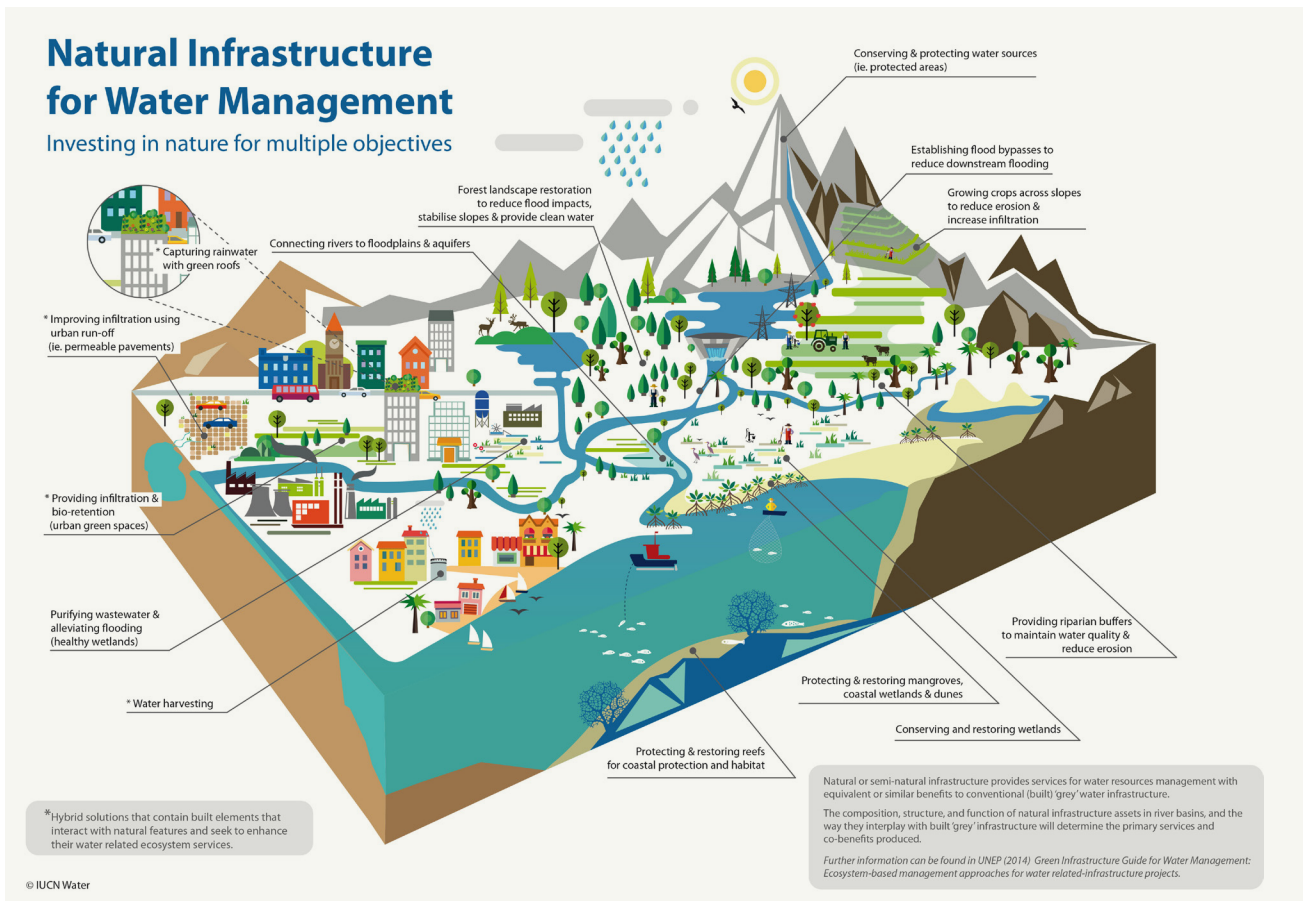 Natural Infrastructure
for Water Management
Investing in nature for multiple objectives
Conserving & protecting water sources
(ie. protected areas)
Establishing flood bypasses to
reduce downstream flooding
Growing crops across slopes
to reduce erosion &
increase infiltration
Forest landscape restoration
to reduce flood impacts,
stabilise slopes & provide clean water
Connecting rivers to floodplains & aquifers
* Capturing rainwater
with green roofs
* Improving infiltration using
urban run-off
(ie. permeable pavements)
* Providing infiltration &
bio-retention
(urban green spaces)
Purifying wastewater &
alleviating flooding
(healthy wetlands)
* Water harvesting
Providing riparian buffers
to maintain water quality &
reduce erosion
Protecting & restoring mangroves,
coastal wetlands & dunes
Conserving and restoring wetlands
Protecting & restoring reefs
for coastal protection and habitat
*Hybrid solutions that contain built elements that
interact with natural features and seek to enhance
their water related ecosystem services.
Natural or semi-natural infrastructure provides services for water resources management with
equivalent or similar benefits to conventional (built) 'grey' water infrastructure.
The composition, structure, and function of natural infrastructure assets in river basins, and the
way they interplay with built 'grey' infrastructure will determine the primary services and
co-benefits produced.
Further information can be found in UNEP (2014) Green Infrastructure Guide for Water Management:
Ecosystem-based management approaches for water related-infrastructure projects.
© IUCN Water